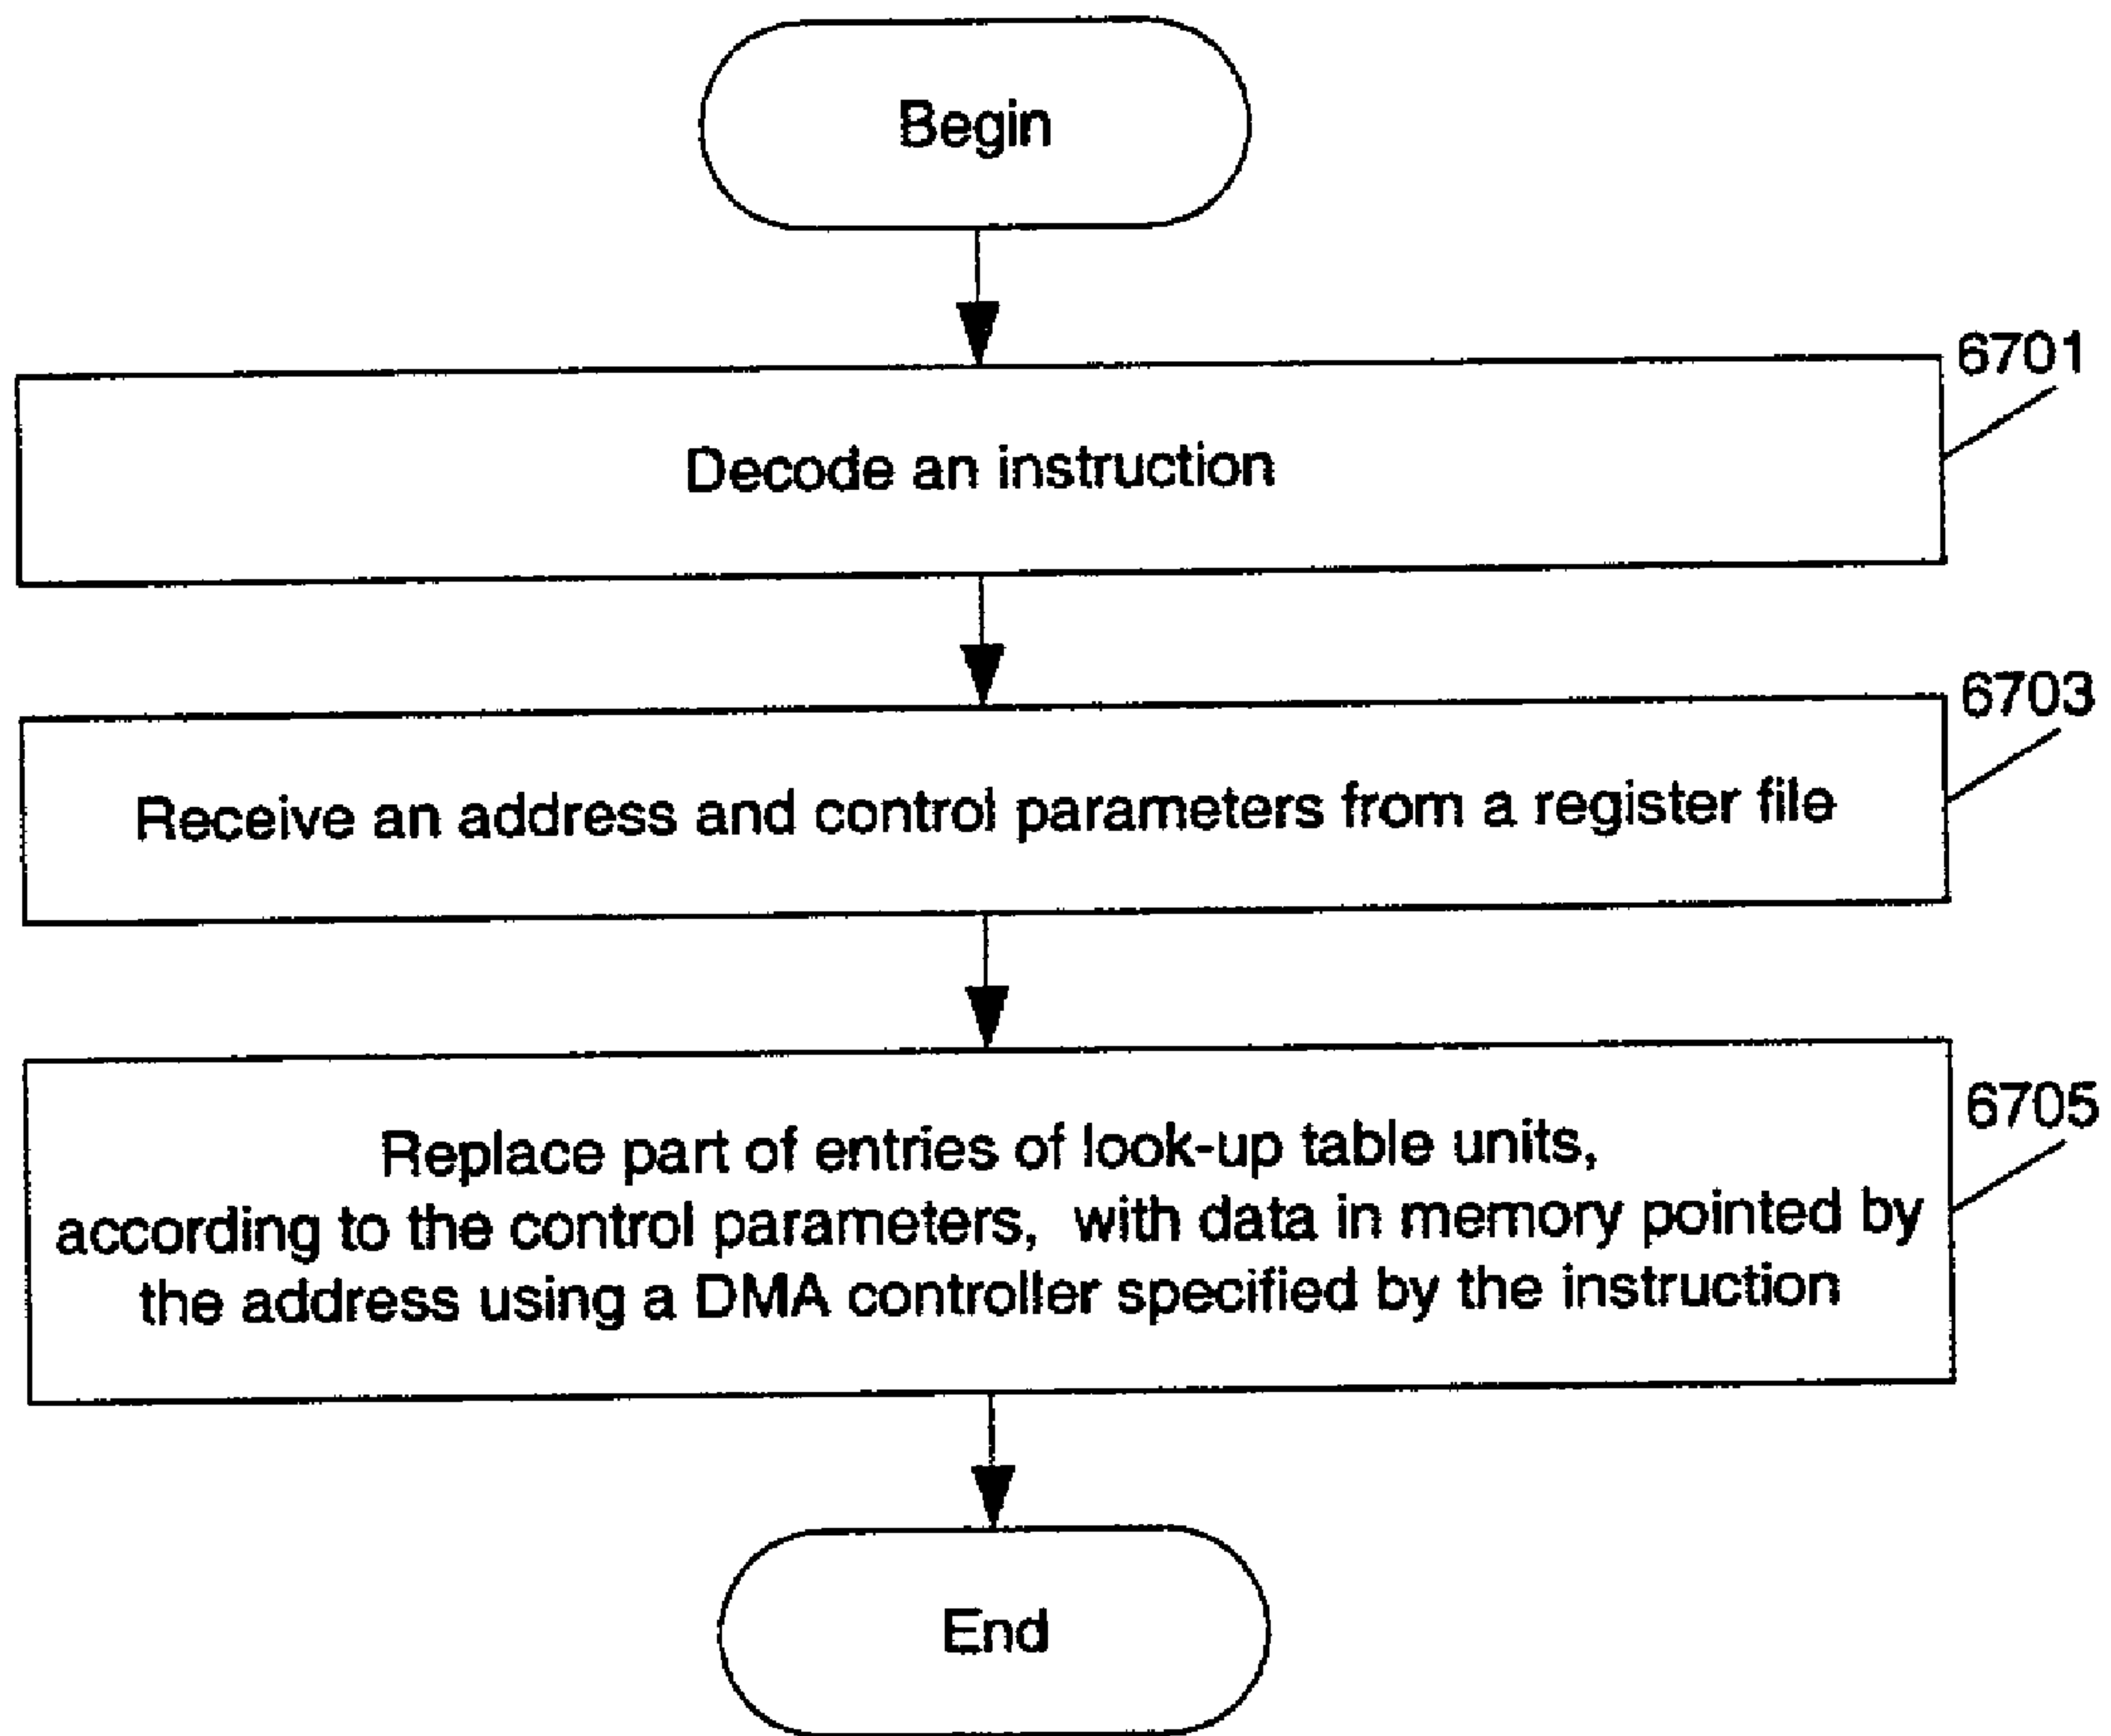 Begin
6701
Decode an instruction
6703
Receive an address and control parameters from a register file
6705
Replace part of entries of look-up table units,
according to the control parameters, with data in memory pointed by
the address using a DMA controller specified by the instruction
End